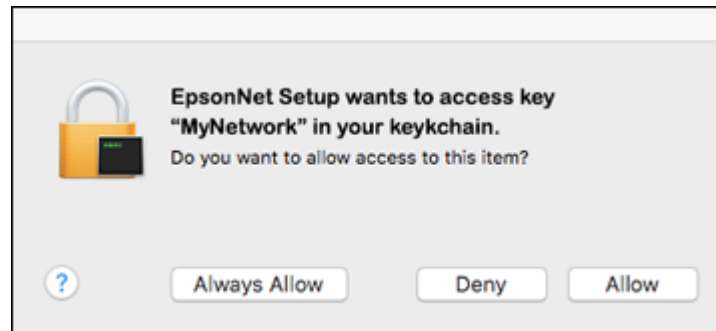 EpsonNet Setup wants to access key
“MyNetwork” in your keykchain.
Do you want to allow access to this item?
? Always Allow Deny Allow